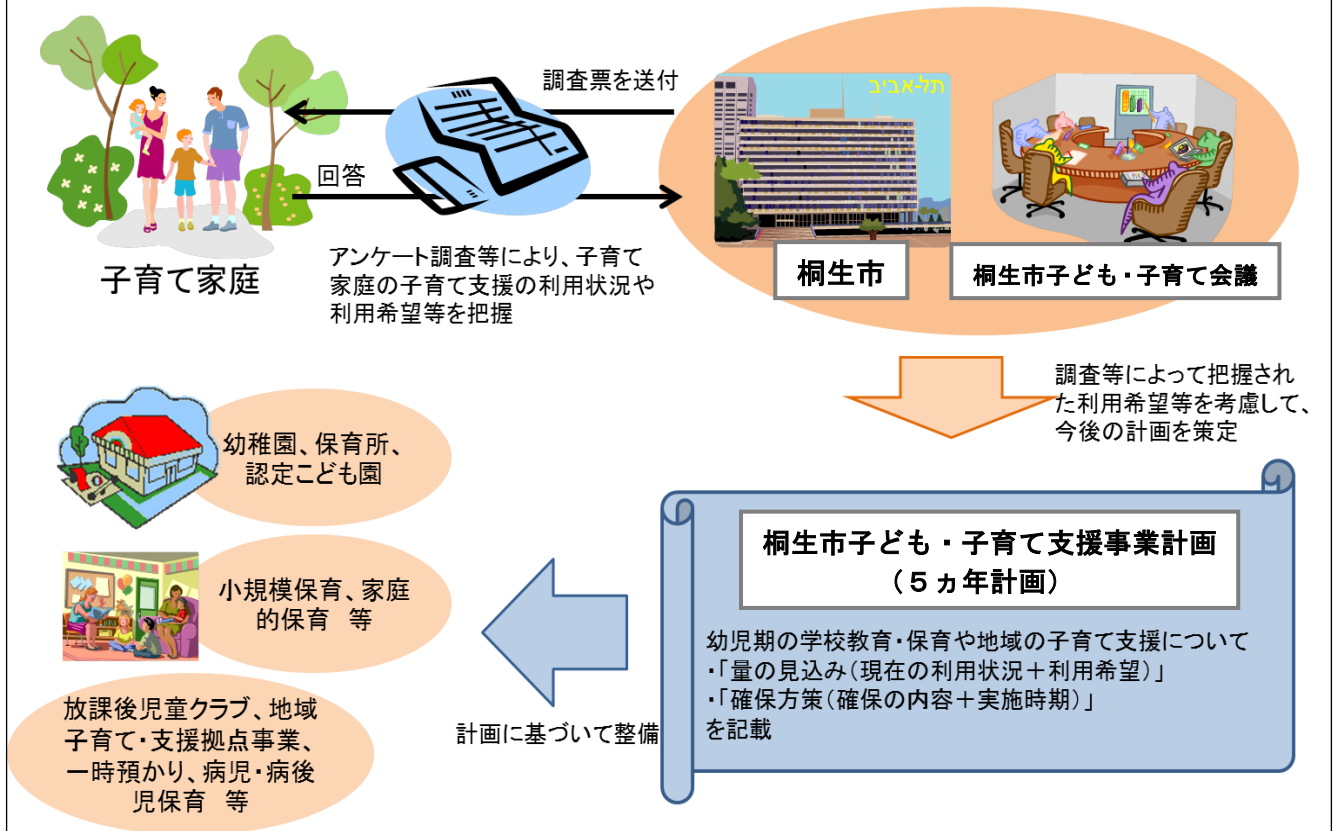 調査票を送付
回答
תל-אביב
子育て家庭
アンケート調査等により、子育て
家庭の子育て支援の利用状況や
利用希望等を把握
桐生市
桐生市子ども・子育て会議
調査等によって把握され
た利用希望等を考慮して、
今後の計画を策定
幼稚園、保育所、
認定こども園
小規模保育、家庭
的保育　等
放課後児童クラブ、地域
子育て・支援拠点事業、
一時預かり、病児・病後
児保育　等
計画に基づいて整備
桐生市子ども・子育て支援事業計画
（５ヵ年計画）
幼児期の学校教育・保育や地域の子育て支援について
・「量の見込み（現在の利用状況＋利用希望）」
・「確保方策（確保の内容＋実施時期）」
を記載